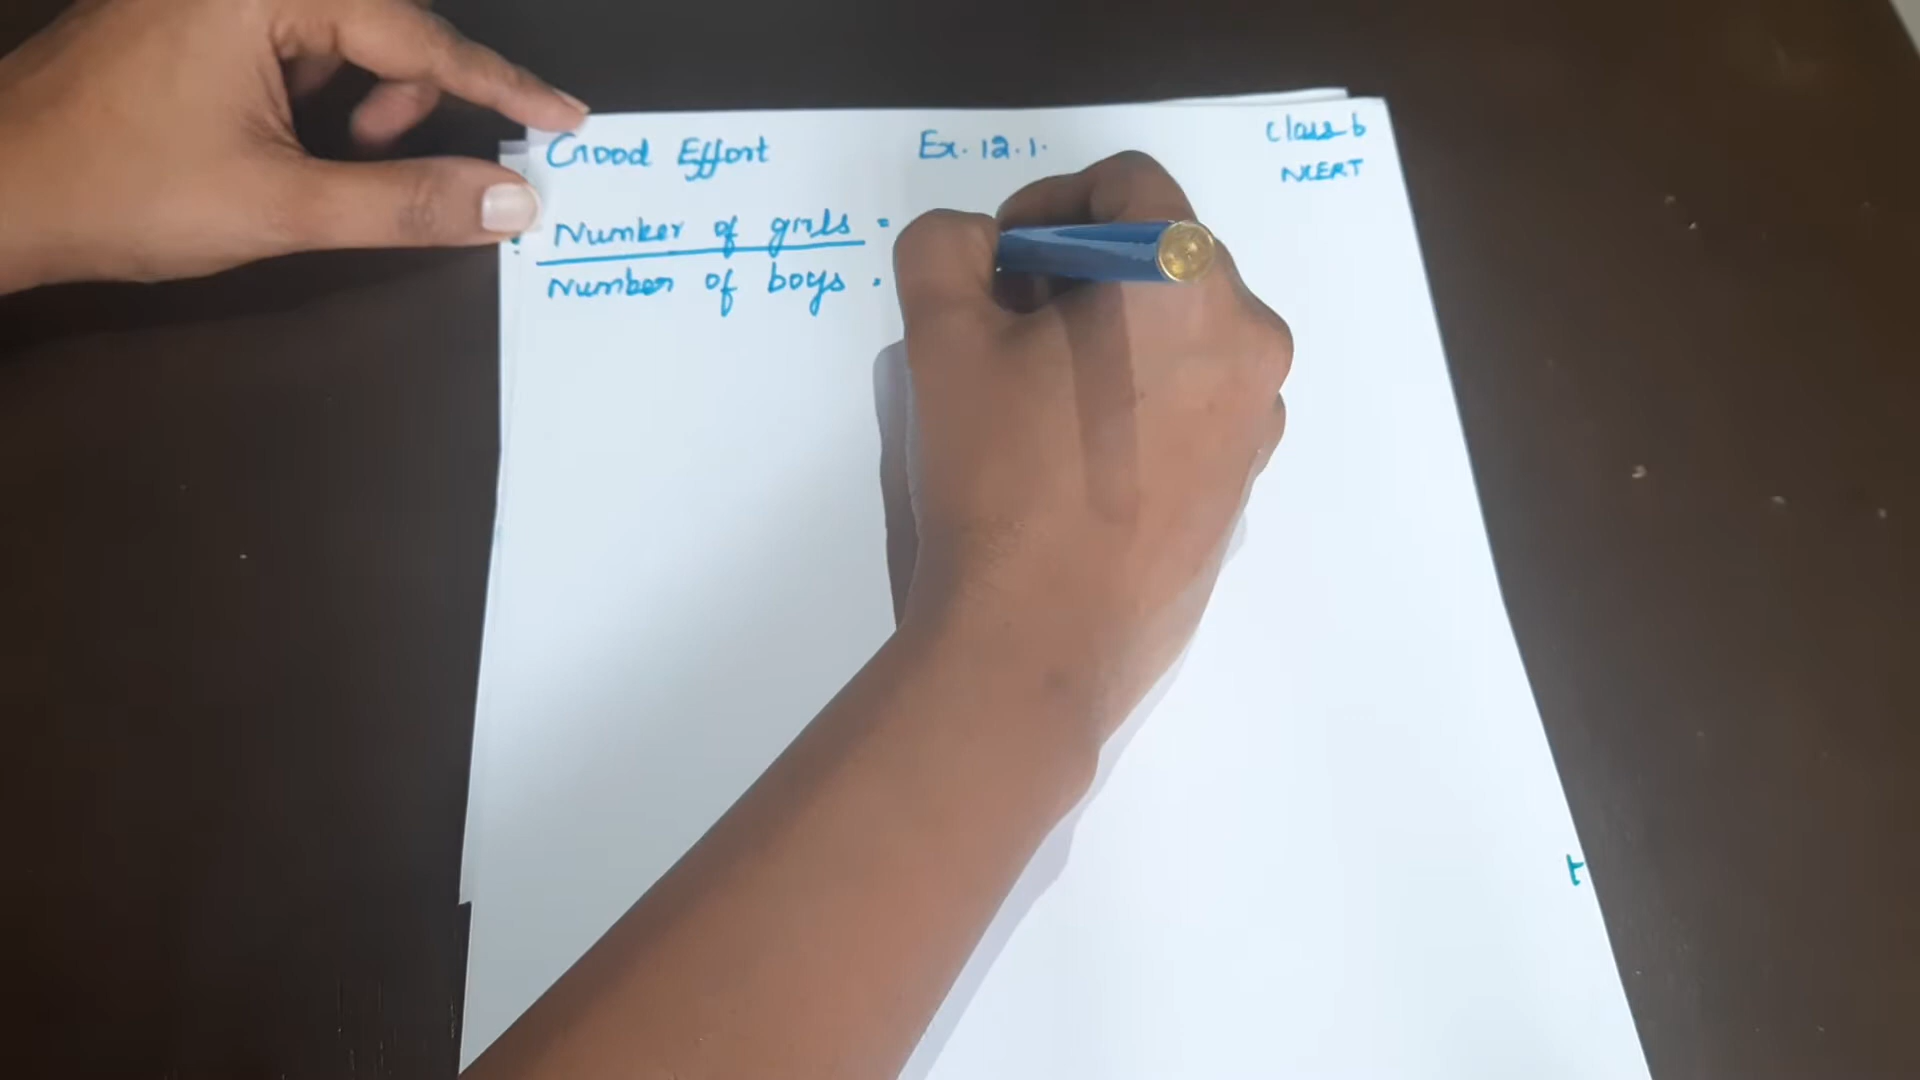 Good Effort Ex. 12.1. Class 6
NCERT
Number of girls =
Number of boys .
t